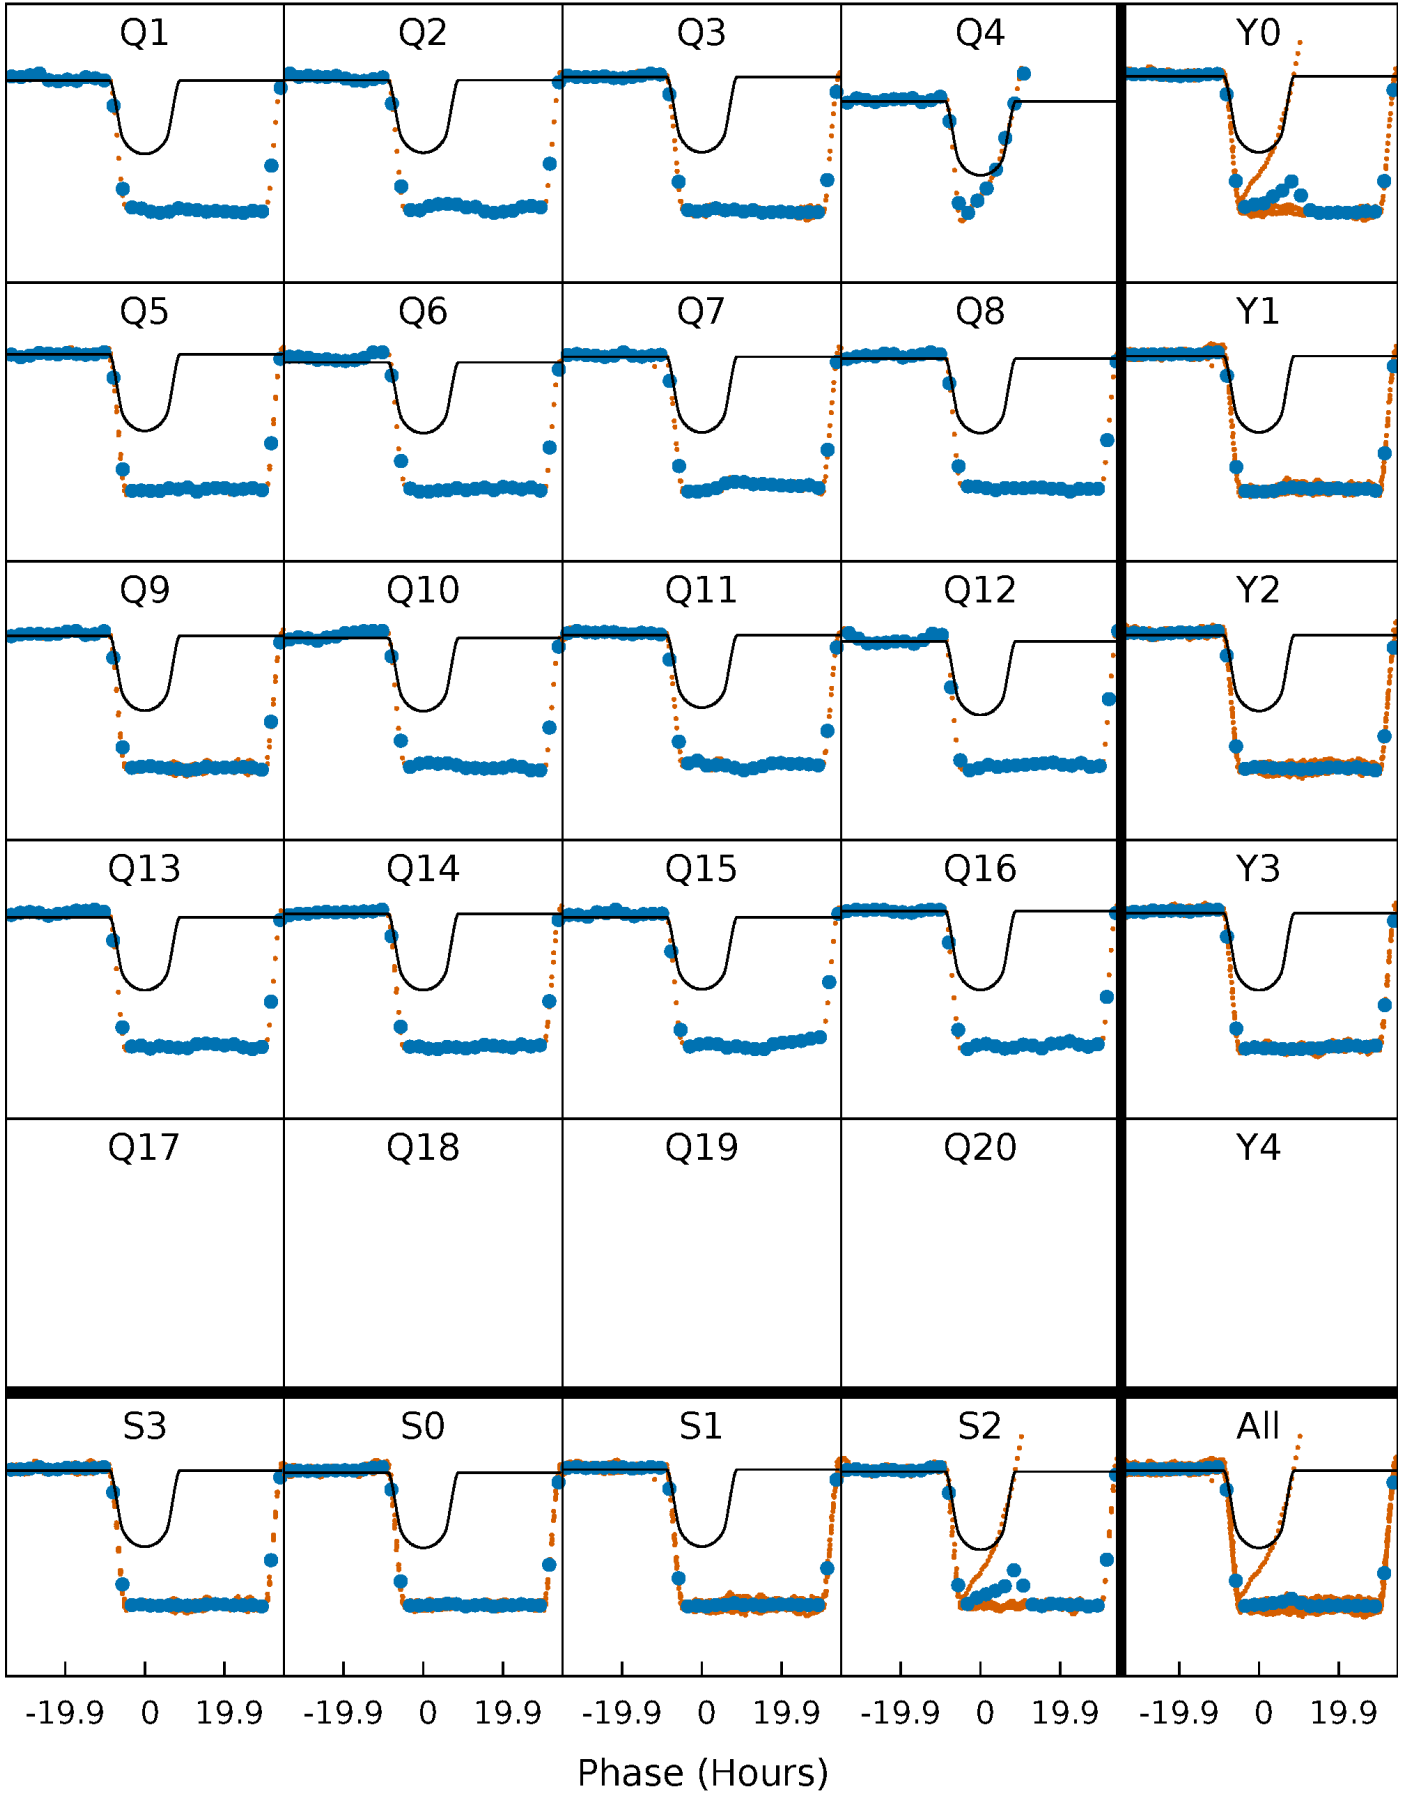 Q1 Q2 Q3 Q4 Y0
Q5 Q6 Q7 Q8 Y1
Q9 Q10 Q11 Q12 Y2
Q13 Q14 Q15 Q16 Y3
Q17 Q18 Q19 Q20 Y4
S3 S0 S1 S2 All
-19.9 0 19.9 -19.9 0 19.9 -19.9 0 19.9 -19.9 0 19.9 -19.9 0 19.9
Phase (Hours)